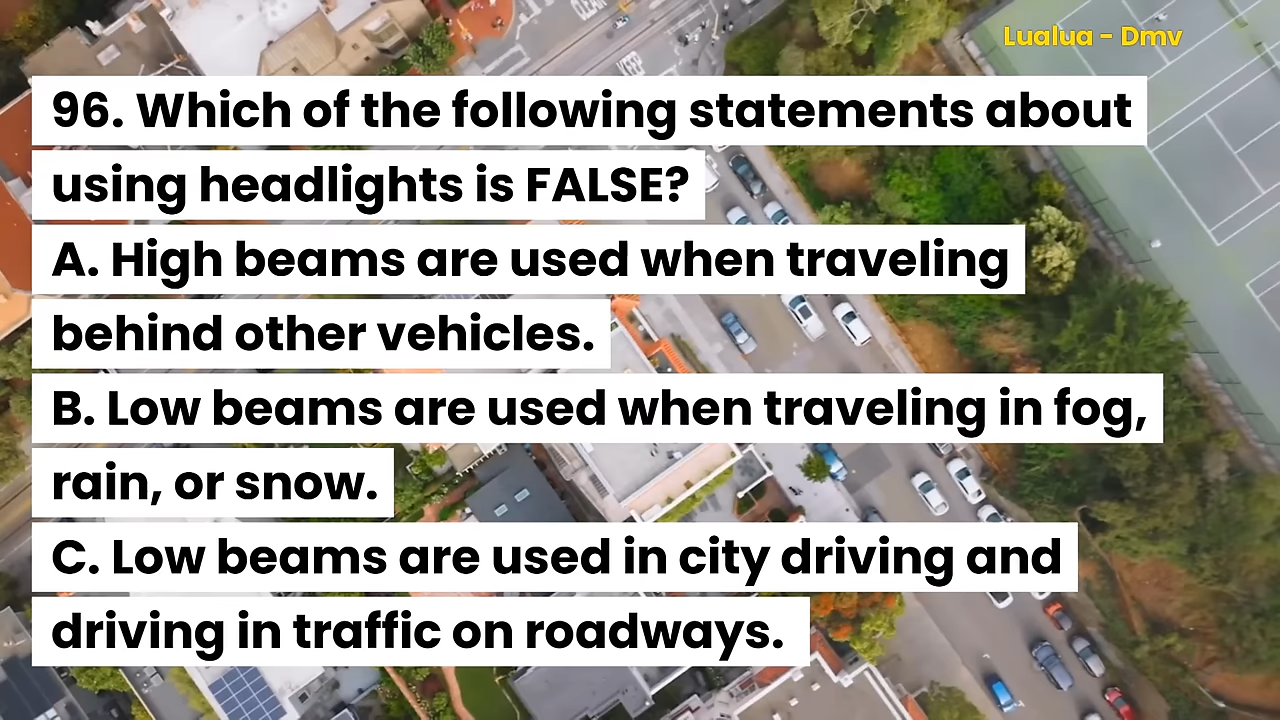 Lualua - Dmv
96. Which of the following statements about
using headlights is FALSE?
A. High beams are used when traveling
behind other vehicles.
B. Low beams are used when traveling in fog,
rain, or snow.
C. Low beams are used in city driving and
driving in traffic on roadways.
KEEP
CLEAR